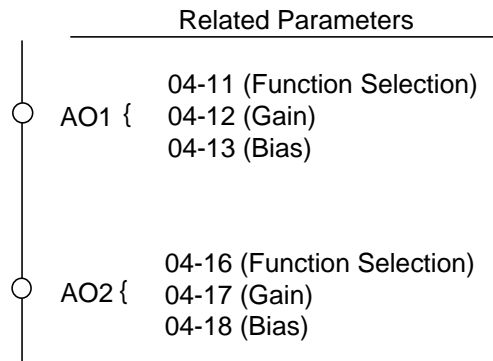 Related Parameters
04-11 (Function Selection)
AO1 { 04-12 (Gain)
04-13 (Bias)
04-16 (Function Selection)
AO2 { 04-17 (Gain)
04-18 (Bias)